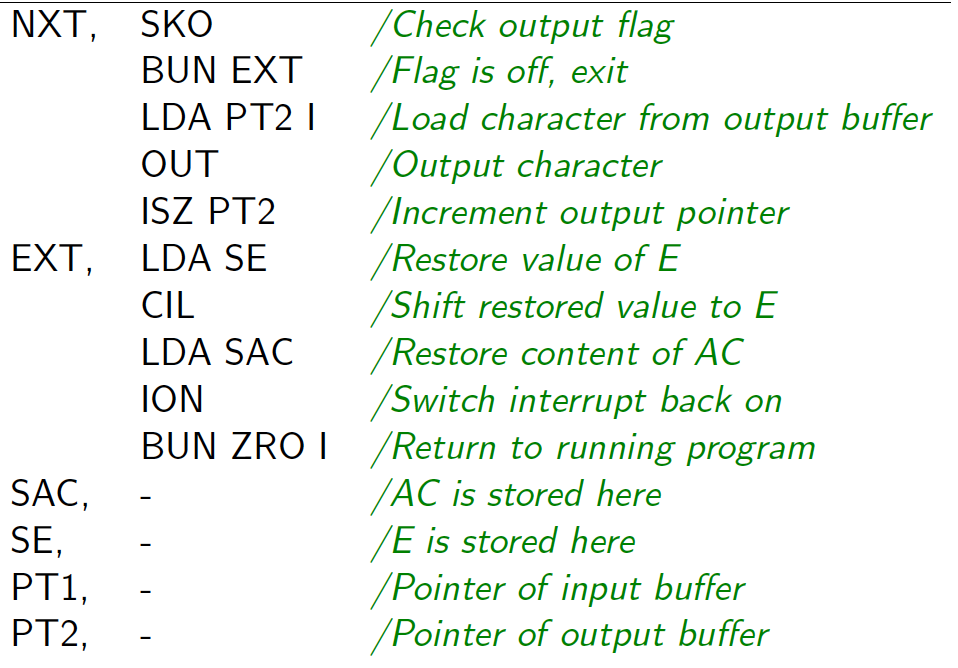 NXT, SKO /Check output flag
BUN EXT /Flag is off, exit
LDA PT2 I /Load character from output buffer
OUT /Output character
ISZ PT2 /Increment output pointer
EXT, LDA SE /Restore value of E
CIL /Shift restored value to E
LDA SAC /Restore content of AC
ION /Switch interrupt back on
BUN ZRO I /Return to running program
SAC, - /AC is stored here
SE, - /E is stored here
PT1, - /Pointer of input buffer
PT2, - /Pointer of output buffer